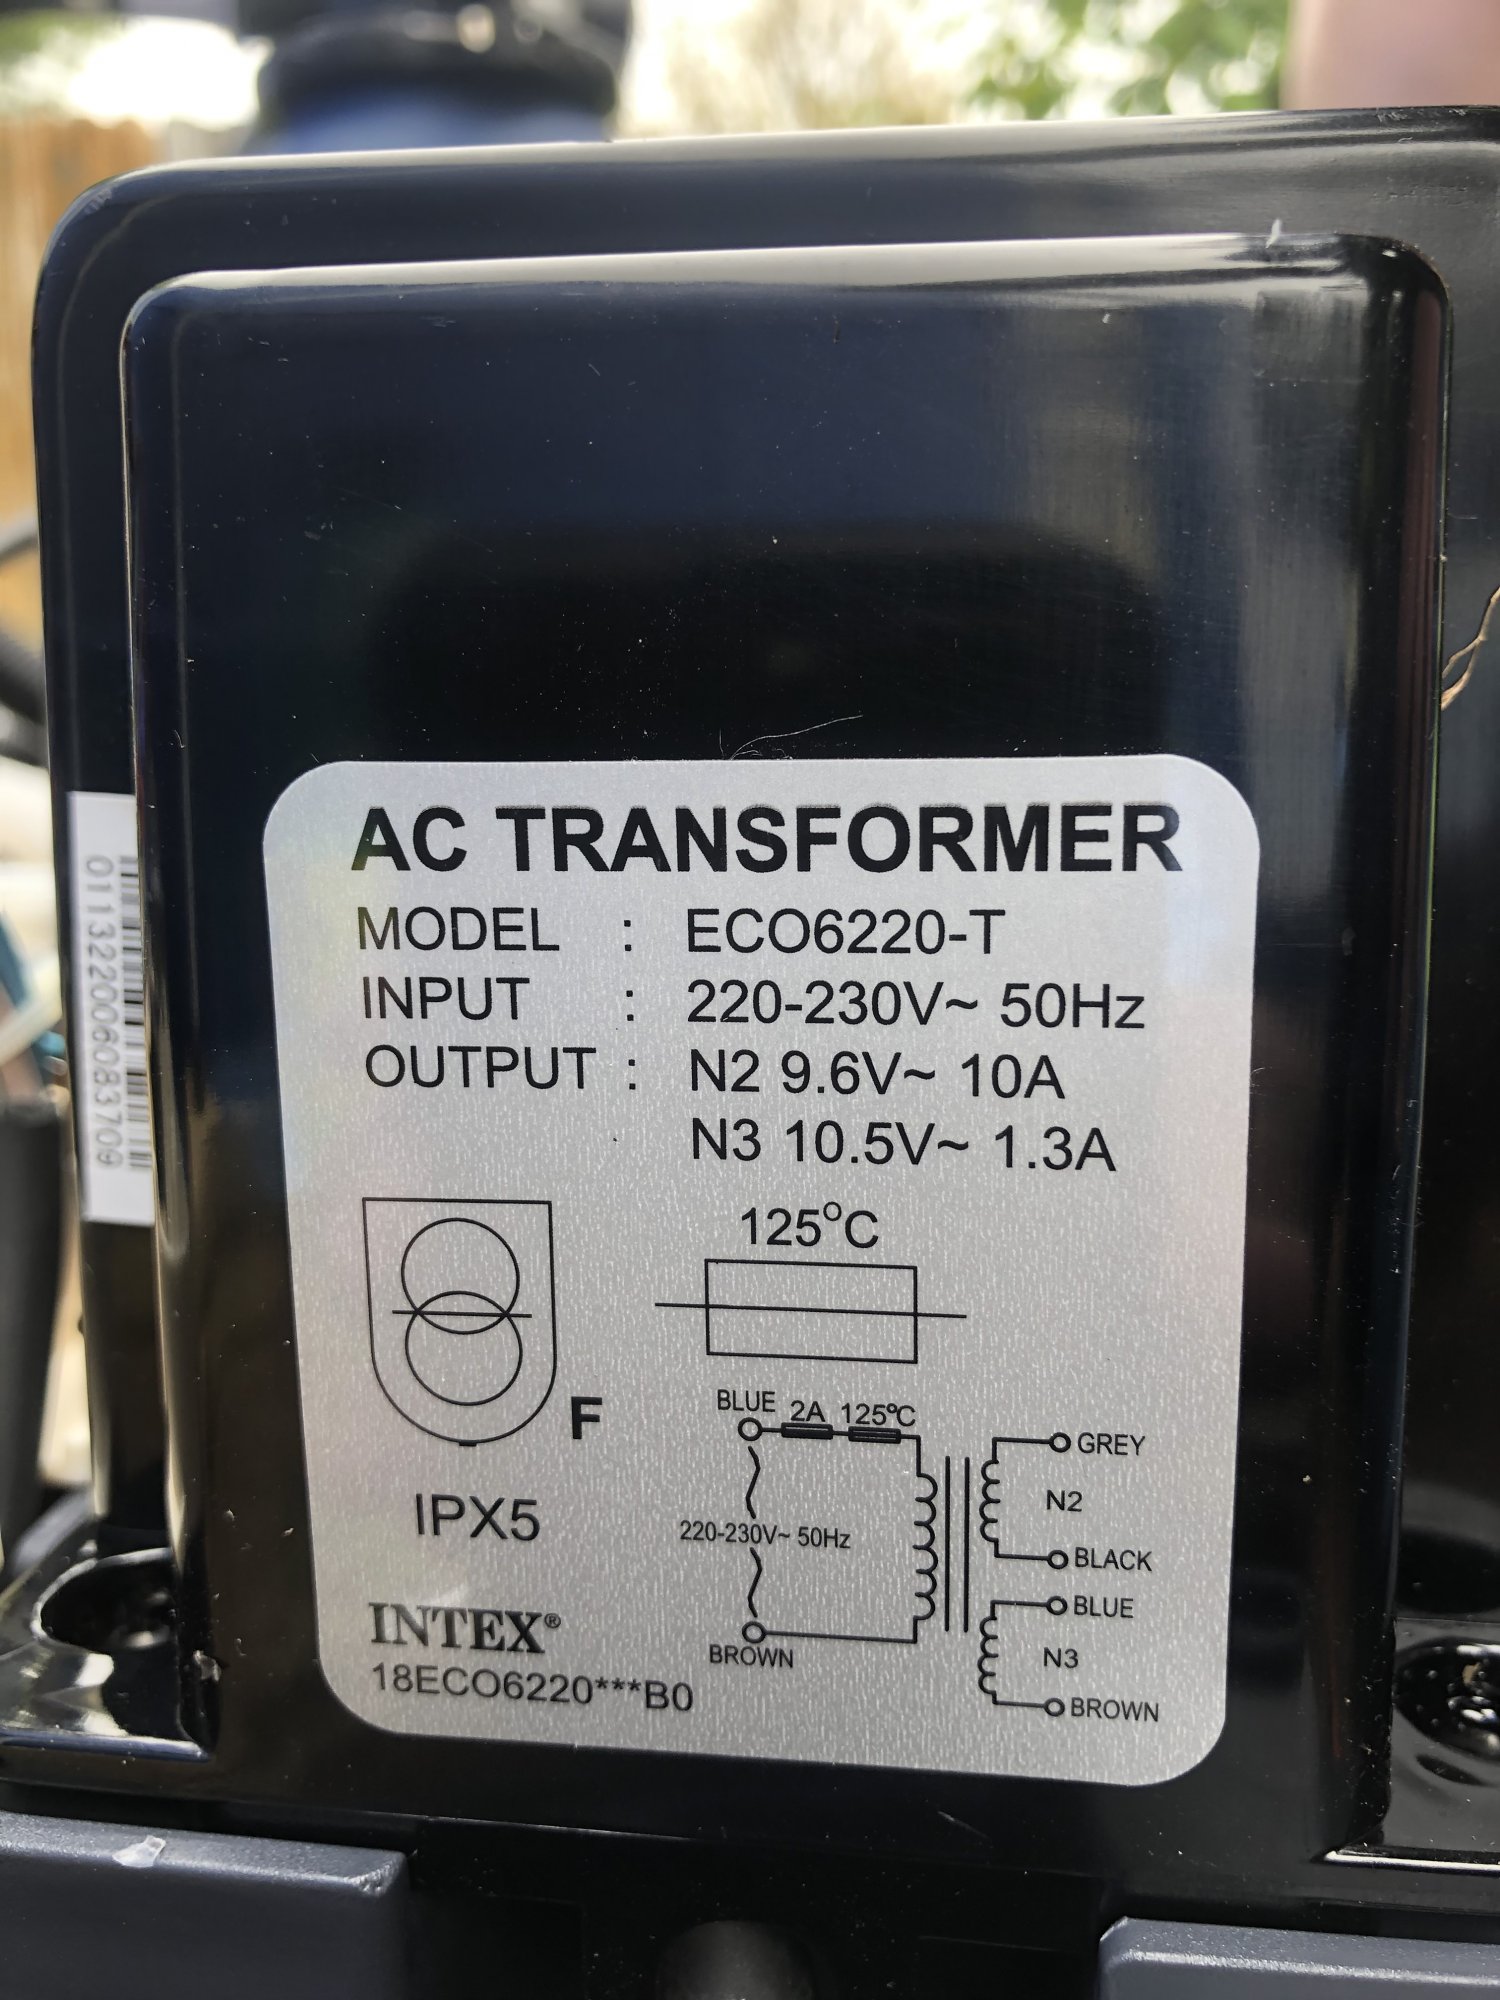 AC TRANSFORMER
MODEL : ECO6220-T
INPUT : 220-230V~ 50Hz
OUTPUT : N2 9.6V~ 10A
N3 10.5V~ 1.3A
125°C
F
IPX5
BLUE 2A 125°C
220-230V~ 50Hz
BROWN
GREY
N2
BLACK
BLUE
N3
BROWN
INTEX®
18ECO6220***B0
011322006083709